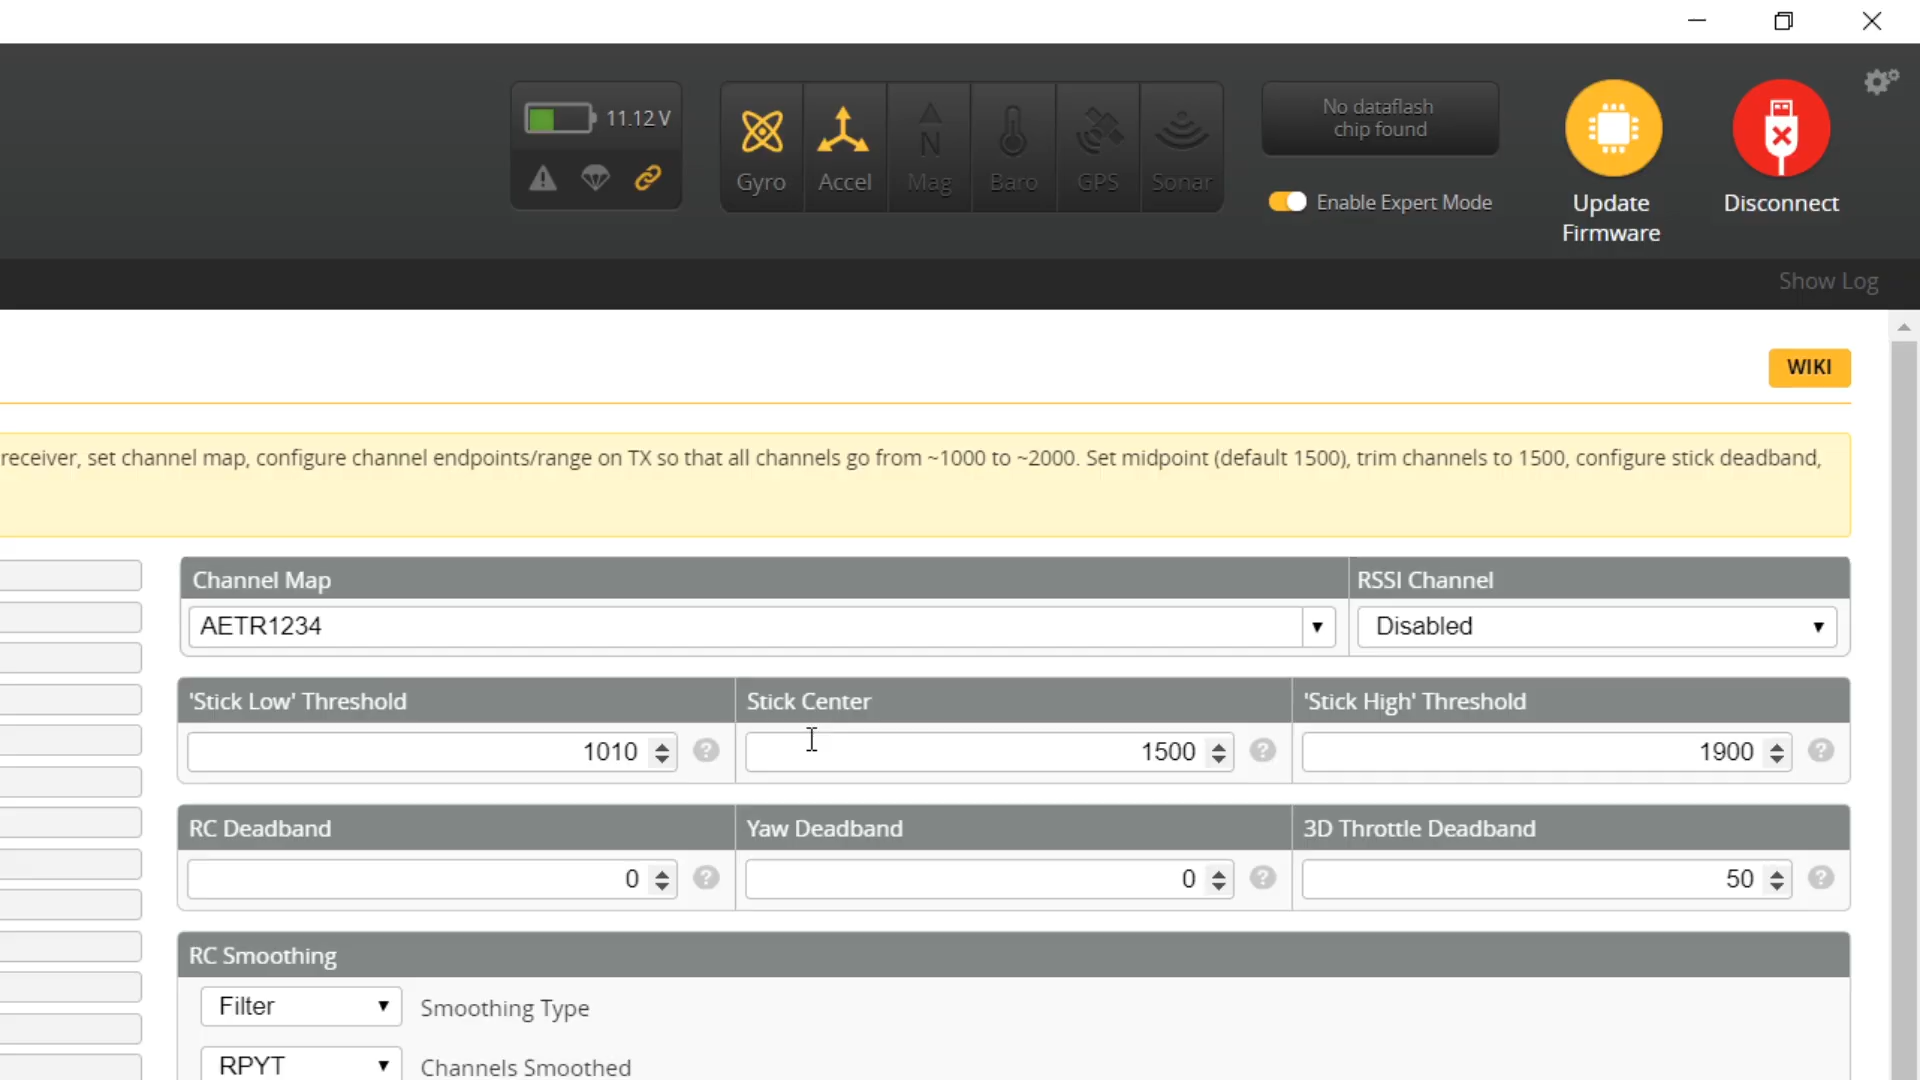 11.12 V
Gyro
Accel
Mag
Baro
GPS
Sonar
No dataflash
chip found
Enable Expert Mode
Update
Firmware
Disconnect
Show Log
WIKI
receiver, set channel map, configure channel endpoints/range on TX so that all channels go from ~1000 to ~2000. Set midpoint (default 1500), trim channels to 1500, configure stick deadband,
Channel Map
RSSI Channel
AETR1234
Disabled
'Stick Low' Threshold
Stick Center
'Stick High' Threshold
1010
1500
1900
RC Deadband
Yaw Deadband
3D Throttle Deadband
0
0
50
RC Smoothing
Filter
Smoothing Type
RPYT
Channels Smoothed